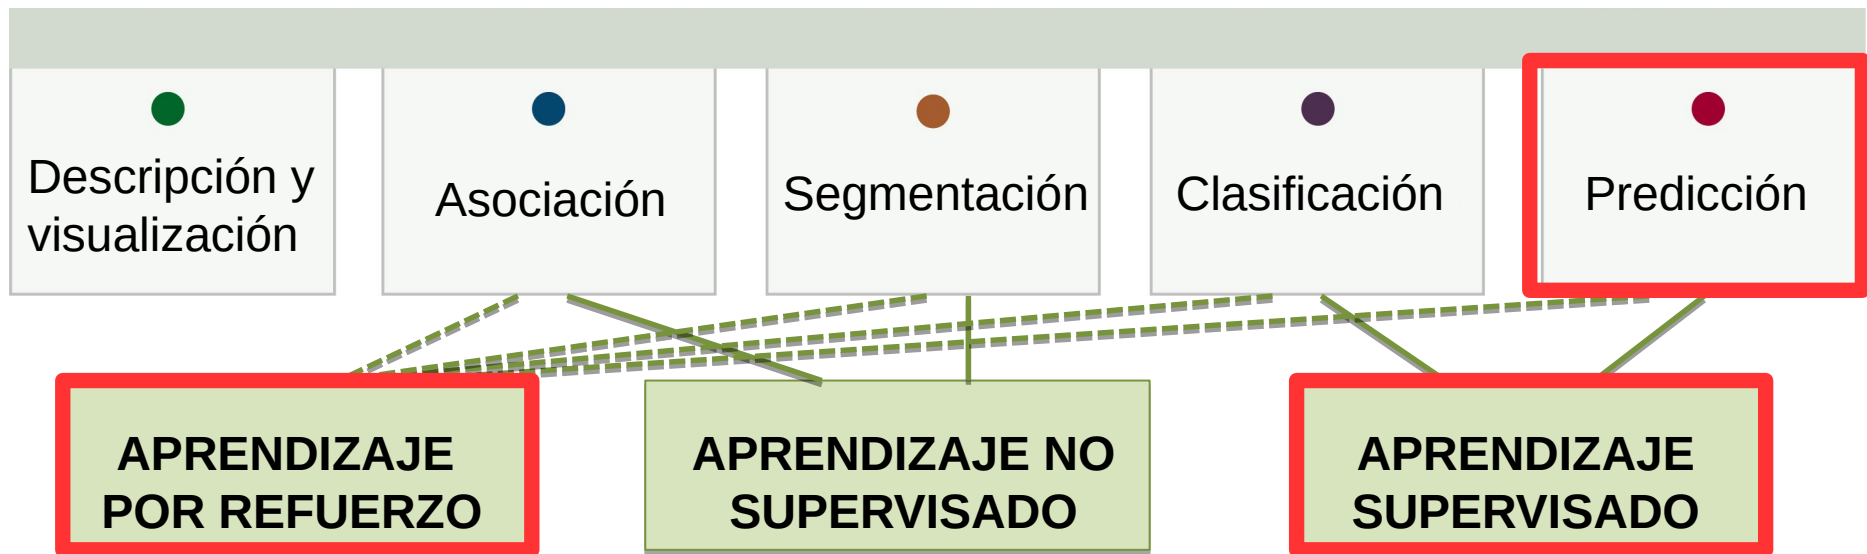 Descripción y
visualización
Asociación
Segmentación
Clasificación
Predicción
APRENDIZAJE
POR REFUERZO
APRENDIZAJE NO
SUPERVISADO
APRENDIZAJE
SUPERVISADO